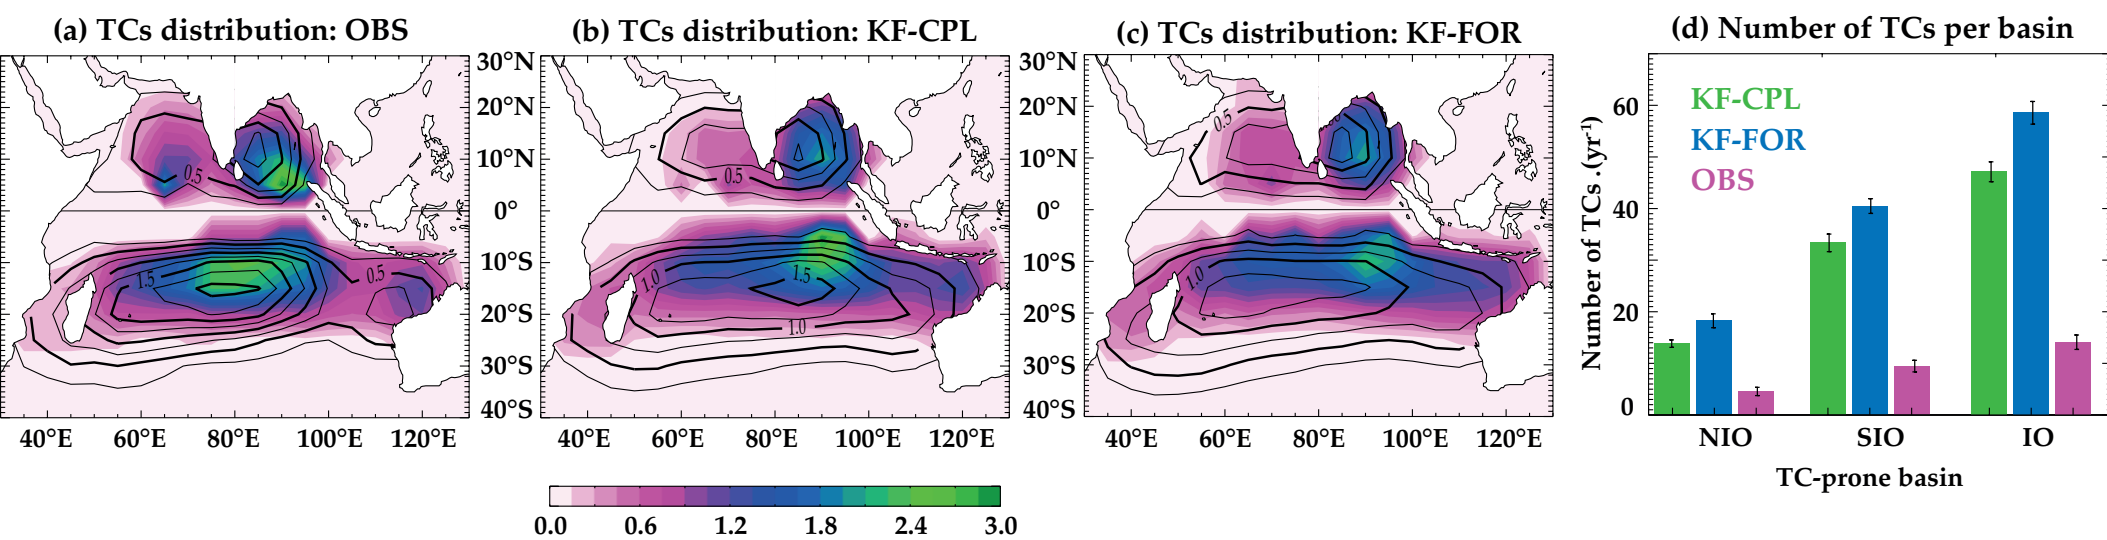 (a) TCs distribution: OBS
(b) TCs distribution: KF-CPL
(c) TCs distribution: KF-FOR
(d) Number of TCs per basin
30°N
20°N
10°N
0°
10°S
20°S
30°S
40°S
30°N
20°N
10°N
0°
10°S
20°S
30°S
40°S
0.5
1.5
0.5
0.5
1.0
1.5
1.0
0.5
1.0
40°E 60°E 80°E 100°E 120°E
40°E 60°E 80°E 100°E 120°E
40°E 60°E 80°E 100°E 120°E
0.0 0.6 1.2 1.8 2.4 3.0
Number of TCs .(yr-1)
60
40
20
0
KF-CPL
KF-FOR
OBS
NIO SIO IO
TC-prone basin